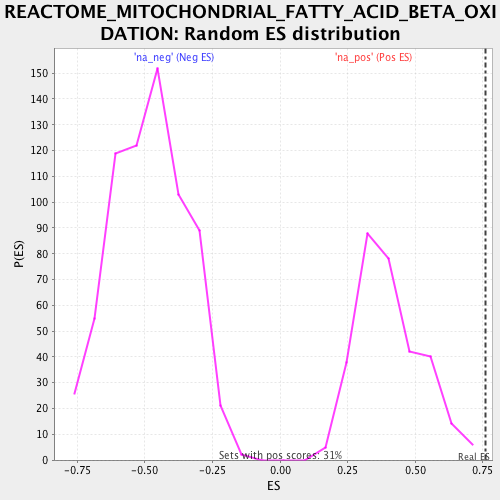 REACTOME_MITOCHONDRIAL_FATTY_ACID_BETA_OXI
DATION: Random ES distribution
'na_neg' (Neg ES) 'na_pos' (Pos ES)
150
140
130
120
110
100
90
80
70
60
50
40
30
20
10
0
P(ES)
Sets with pos scores: 31%
Real ES
-0.75 -0.50 -0.25 0.00 0.25 0.50 0.75
ES